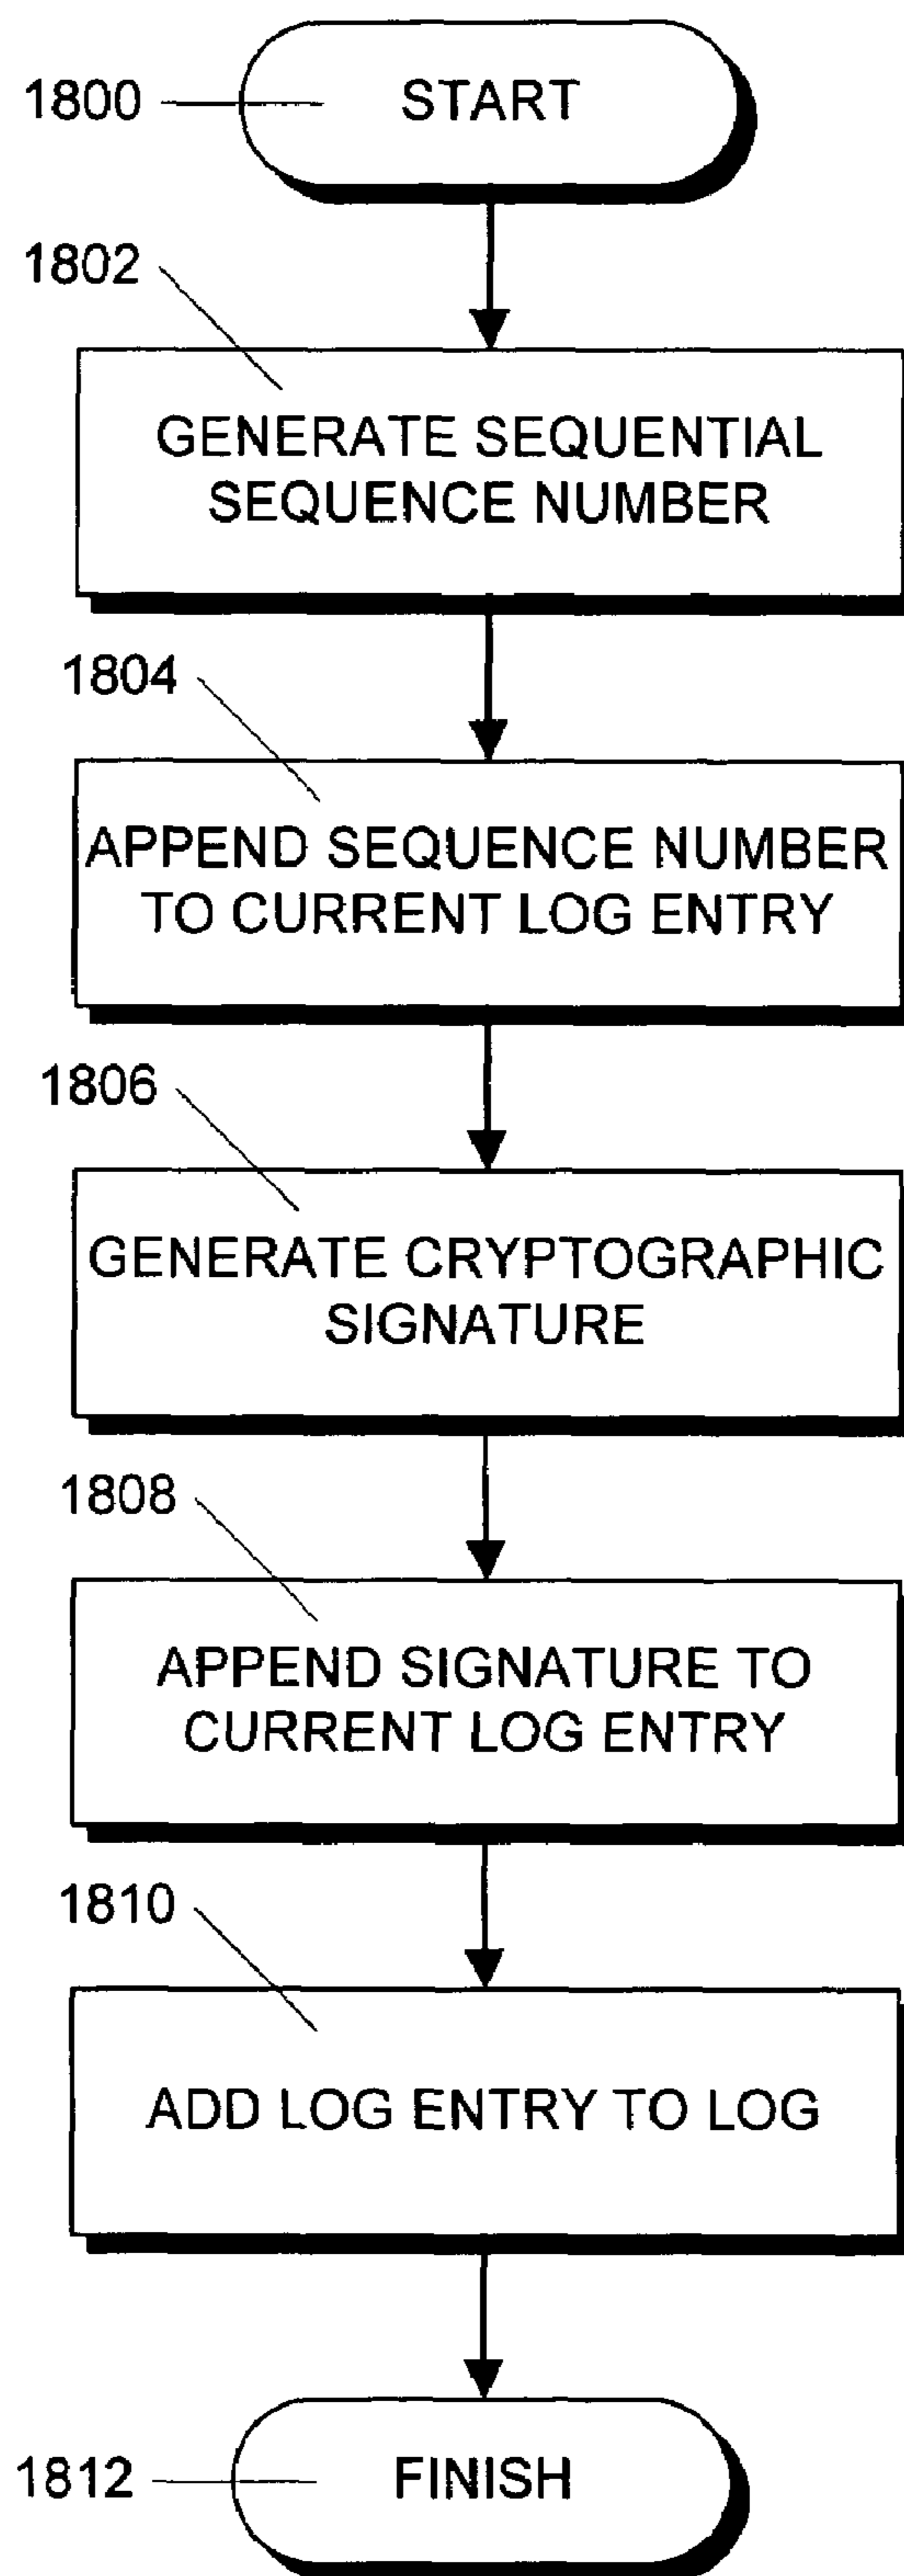 1800
START
1802
GENERATE SEQUENTIAL
SEQUENCE NUMBER
1804
APPEND SEQUENCE NUMBER
TO CURRENT LOG ENTRY
1806
GENERATE CRYPTOGRAPHIC
SIGNATURE
1808
APPEND SIGNATURE TO
CURRENT LOG ENTRY
1810
ADD LOG ENTRY TO LOG
1812
FINISH